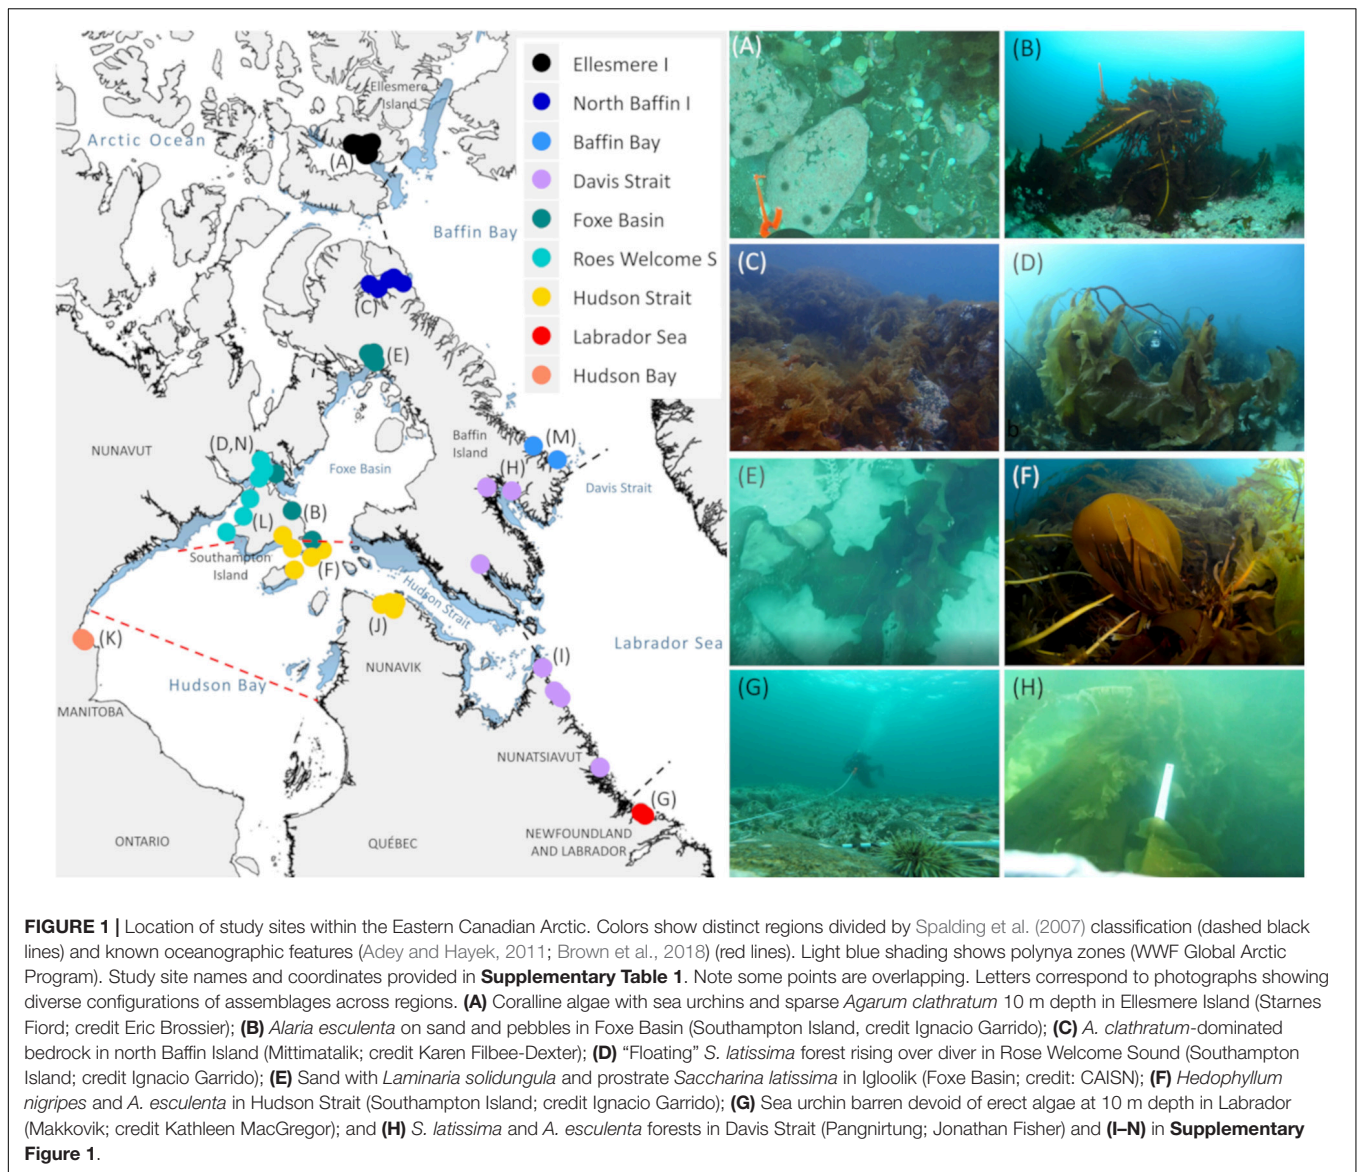 Ellesmere I
North Baffin I
Baffin Bay
Davis Strait
Foxe Basin
Roes Welcome S
Hudson Strait
Labrador Sea
Hudson Bay
Ellesmere
Island
Arctic Ocean
(A)
Baffin Bay
(C)
(E)
(D,N)
NUNAVUT
Foxe Basin
Baffin
Island
(M)
(H)
Davis Strait
(L)
(B)
Southampton
Island
(F)
Hudson Strait
(J)
(K)
NUNAVIK
(I)
Labrador Sea
Hudson Bay
MANITOBA
NUNATSIAVUT
(G)
ONTARIO
QUÉBEC
NEWFOUNDLAND
AND LABRADOR
(A)
(B)
(C)
(D)
b
(E)
(F)
(G)
(H)
FIGURE 1 | Location of study sites within the Eastern Canadian Arctic. Colors show distinct regions divided by Spalding et al. (2007) classification (dashed black
lines) and known oceanographic features (Adey and Hayek, 2011; Brown et al., 2018) (red lines). Light blue shading shows polynya zones (WWF Global Arctic
Program). Study site names and coordinates provided in Supplementary Table 1. Note some points are overlapping. Letters correspond to photographs showing
diverse configurations of assemblages across regions. (A) Coralline algae with sea urchins and sparse Agarum clathratum 10 m depth in Ellesmere Island (Starnes
Fiord; credit Eric Brossier); (B) Alaria esculenta on sand and pebbles in Foxe Basin (Southampton Island, credit Ignacio Garrido); (C) A. clathratum-dominated
bedrock in north Baffin Island (Mittimatalik; credit Karen Filbee-Dexter); (D) “Floating” S. latissima forest rising over diver in Rose Welcome Sound (Southampton
Island; credit Ignacio Garrido); (E) Sand with Laminaria solidungula and prostrate Saccharina latissima in Igloolik (Foxe Basin; credit: CAISN); (F) Hedophyllum
nigripes and A. esculenta in Hudson Strait (Southampton Island; credit Ignacio Garrido); (G) Sea urchin barren devoid of erect algae at 10 m depth in Labrador
(Makkovik; credit Kathleen MacGregor); and (H) S. latissima and A. esculenta forests in Davis Strait (Pangnirtung; Jonathan Fisher) and (I–N) in Supplementary
Figure 1.